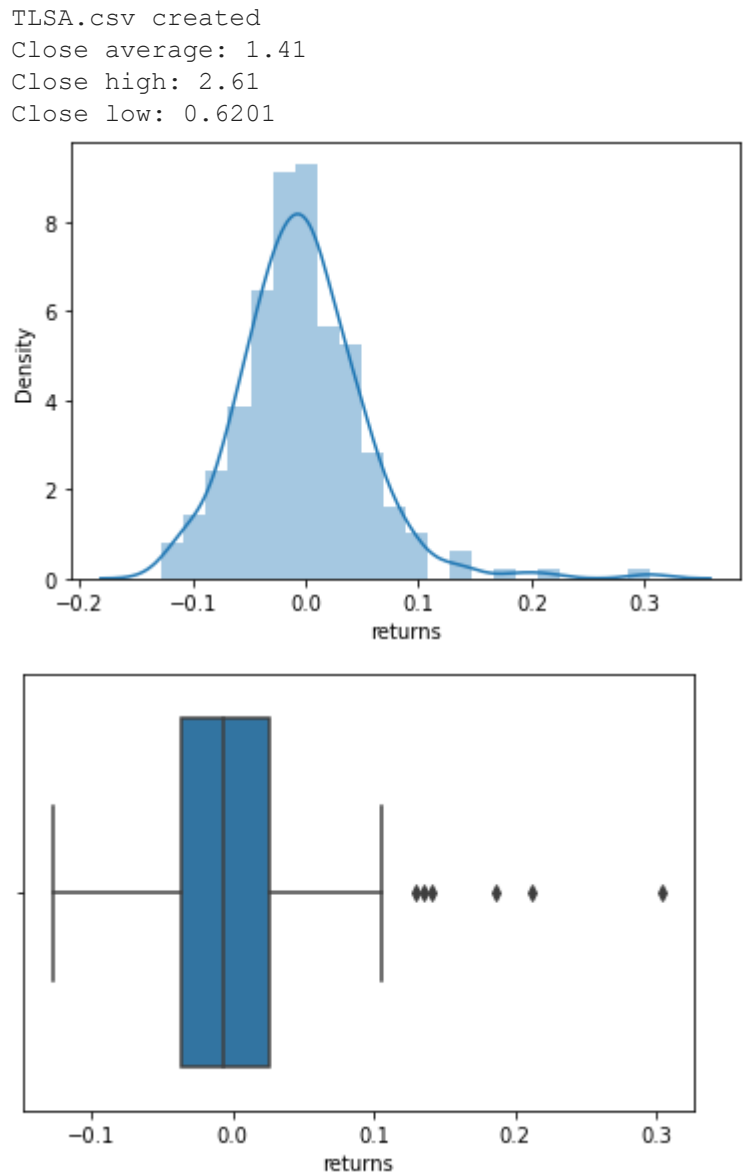 TLSA.csv created
Close average: 1.41
Close high: 2.61
Close low: 0.6201
8
6
4
2
0
Density
−0.2 −0.1 0.0 0.1 0.2 0.3
returns
−0.1 0.0 0.1 0.2 0.3
returns